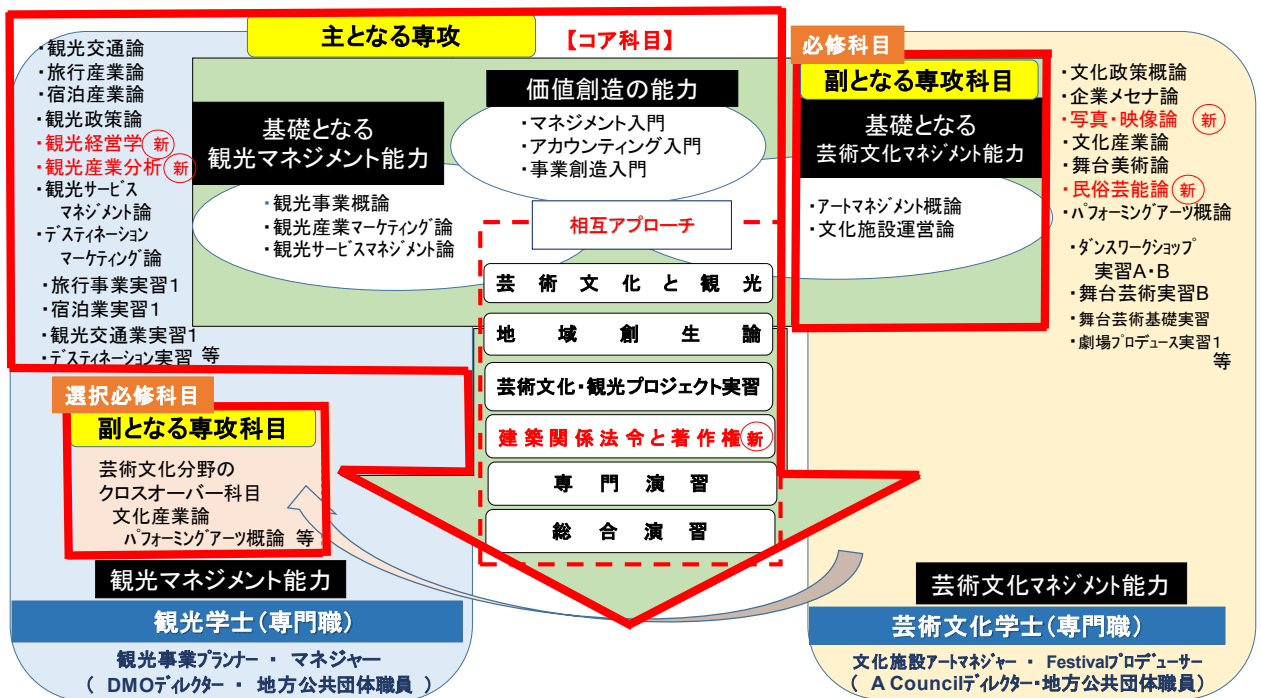 主となる専攻
【コア科目】
・観光交通論
・旅行産業論
・宿泊産業論
・観光政策論
・観光経営学 新
・観光産業分析 新
・観光サービス
マネジメント論
・デスティネーション
マーケティング論
・旅行事業実習1
・宿泊業実習1
・観光交通業実習1
・デスティネーション実習 等
基礎となる
観光マネジメント能力
・観光事業概論
・観光産業マーケティング論
・観光サービスマネジメント論
価値創造の能力
・マネジメント入門
・アカウンティング入門
・事業創造入門
必修科目
副となる専攻科目
基礎となる
芸術文化マネジメント能力
・アートマネジメント概論
・文化施設運営論
・文化政策概論
・企業メセナ論
・写真・映像論 新
・文化産業論
・舞台美術論
・民俗芸能論 新
・パフォーミングアーツ概論
・ダンスワークショップ
実習A・B
・舞台芸術実習B
・舞台芸術基礎実習
・劇場プロデュース実習1
等
相互アプローチ
芸術文化と観光
地域創生論
芸術文化・観光プロジェクト実習
建築関係法令と著作権 新
専門演習
総合演習
選択必修科目
副となる専攻科目
芸術文化分野の
クロスオーバー科目
文化産業論
パフォーミングアーツ概論 等
観光マネジメント能力
観光学士(専門職)
観光事業プランナー ・ マネジャー
( DMOディルクター ・ 地方公共団体職員 )
芸術文化マネジメント能力
芸術文化学士(専門職)
文化施設アートマネジャー ・ Festivalプロデューサー
( A Councilディルクター・地方公共団体職員)